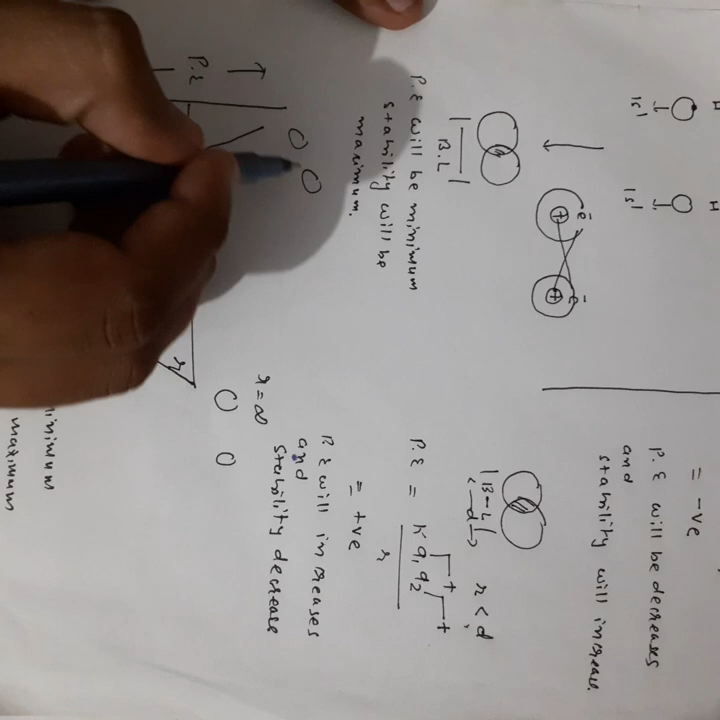 H H
1s¹ 1s¹
ē ē
+ +
B.L
P.E will be minimum
stability will be
maximum.
P.E
r
r = ∞
= -ve
P.E will be decreases
and
stability will increase.
B-L
d
r < d
P.E = K q₁ q₂
+ +
r
= +ve
P.E will increases
and
stability decrease
maximum